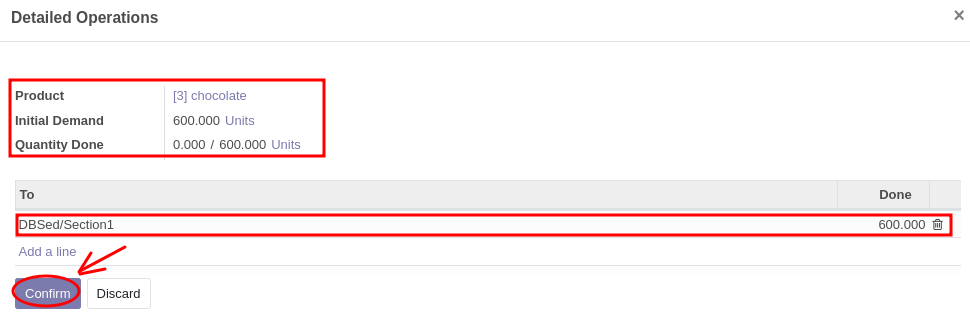 Detailed Operations ×
Product [3] chocolate
Initial Demand 600.000 Units
Quantity Done 0.000 / 600.000 Units
To Done
DBSed/Section1 600.000
Add a line
Confirm Discard